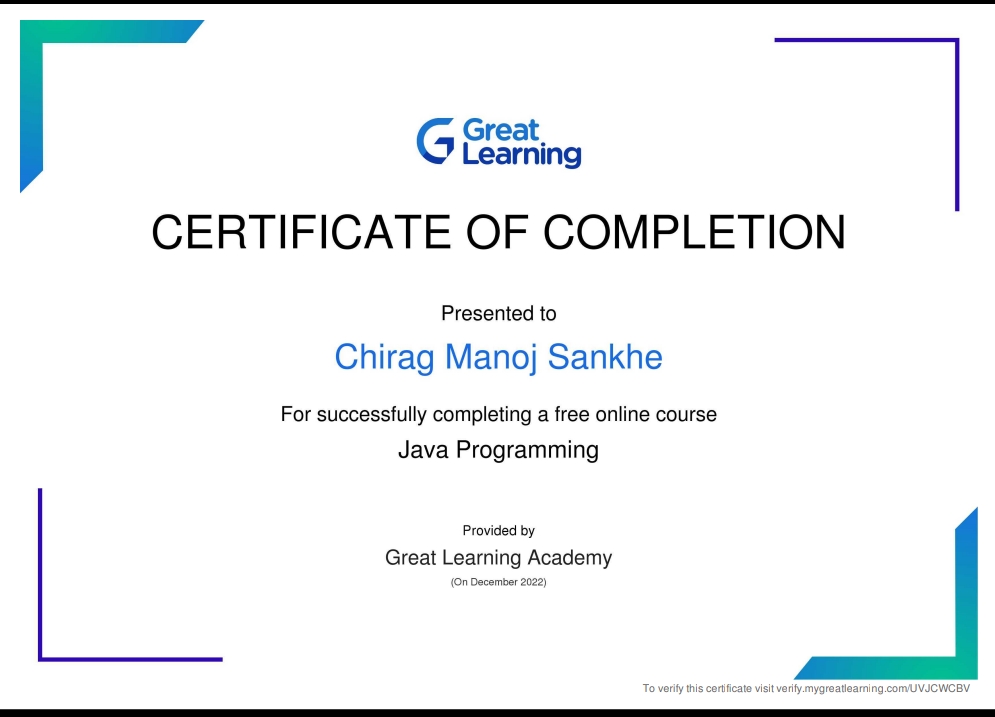 Great
Learning
CERTIFICATE OF COMPLETION
Presented to
Chirag Manoj Sankhe
For successfully completing a free online course
Java Programming
Provided by
Great Learning Academy
(On December 2022)
To verify this certificate visit verify.mygreatlearning.com/UVJCWCBV